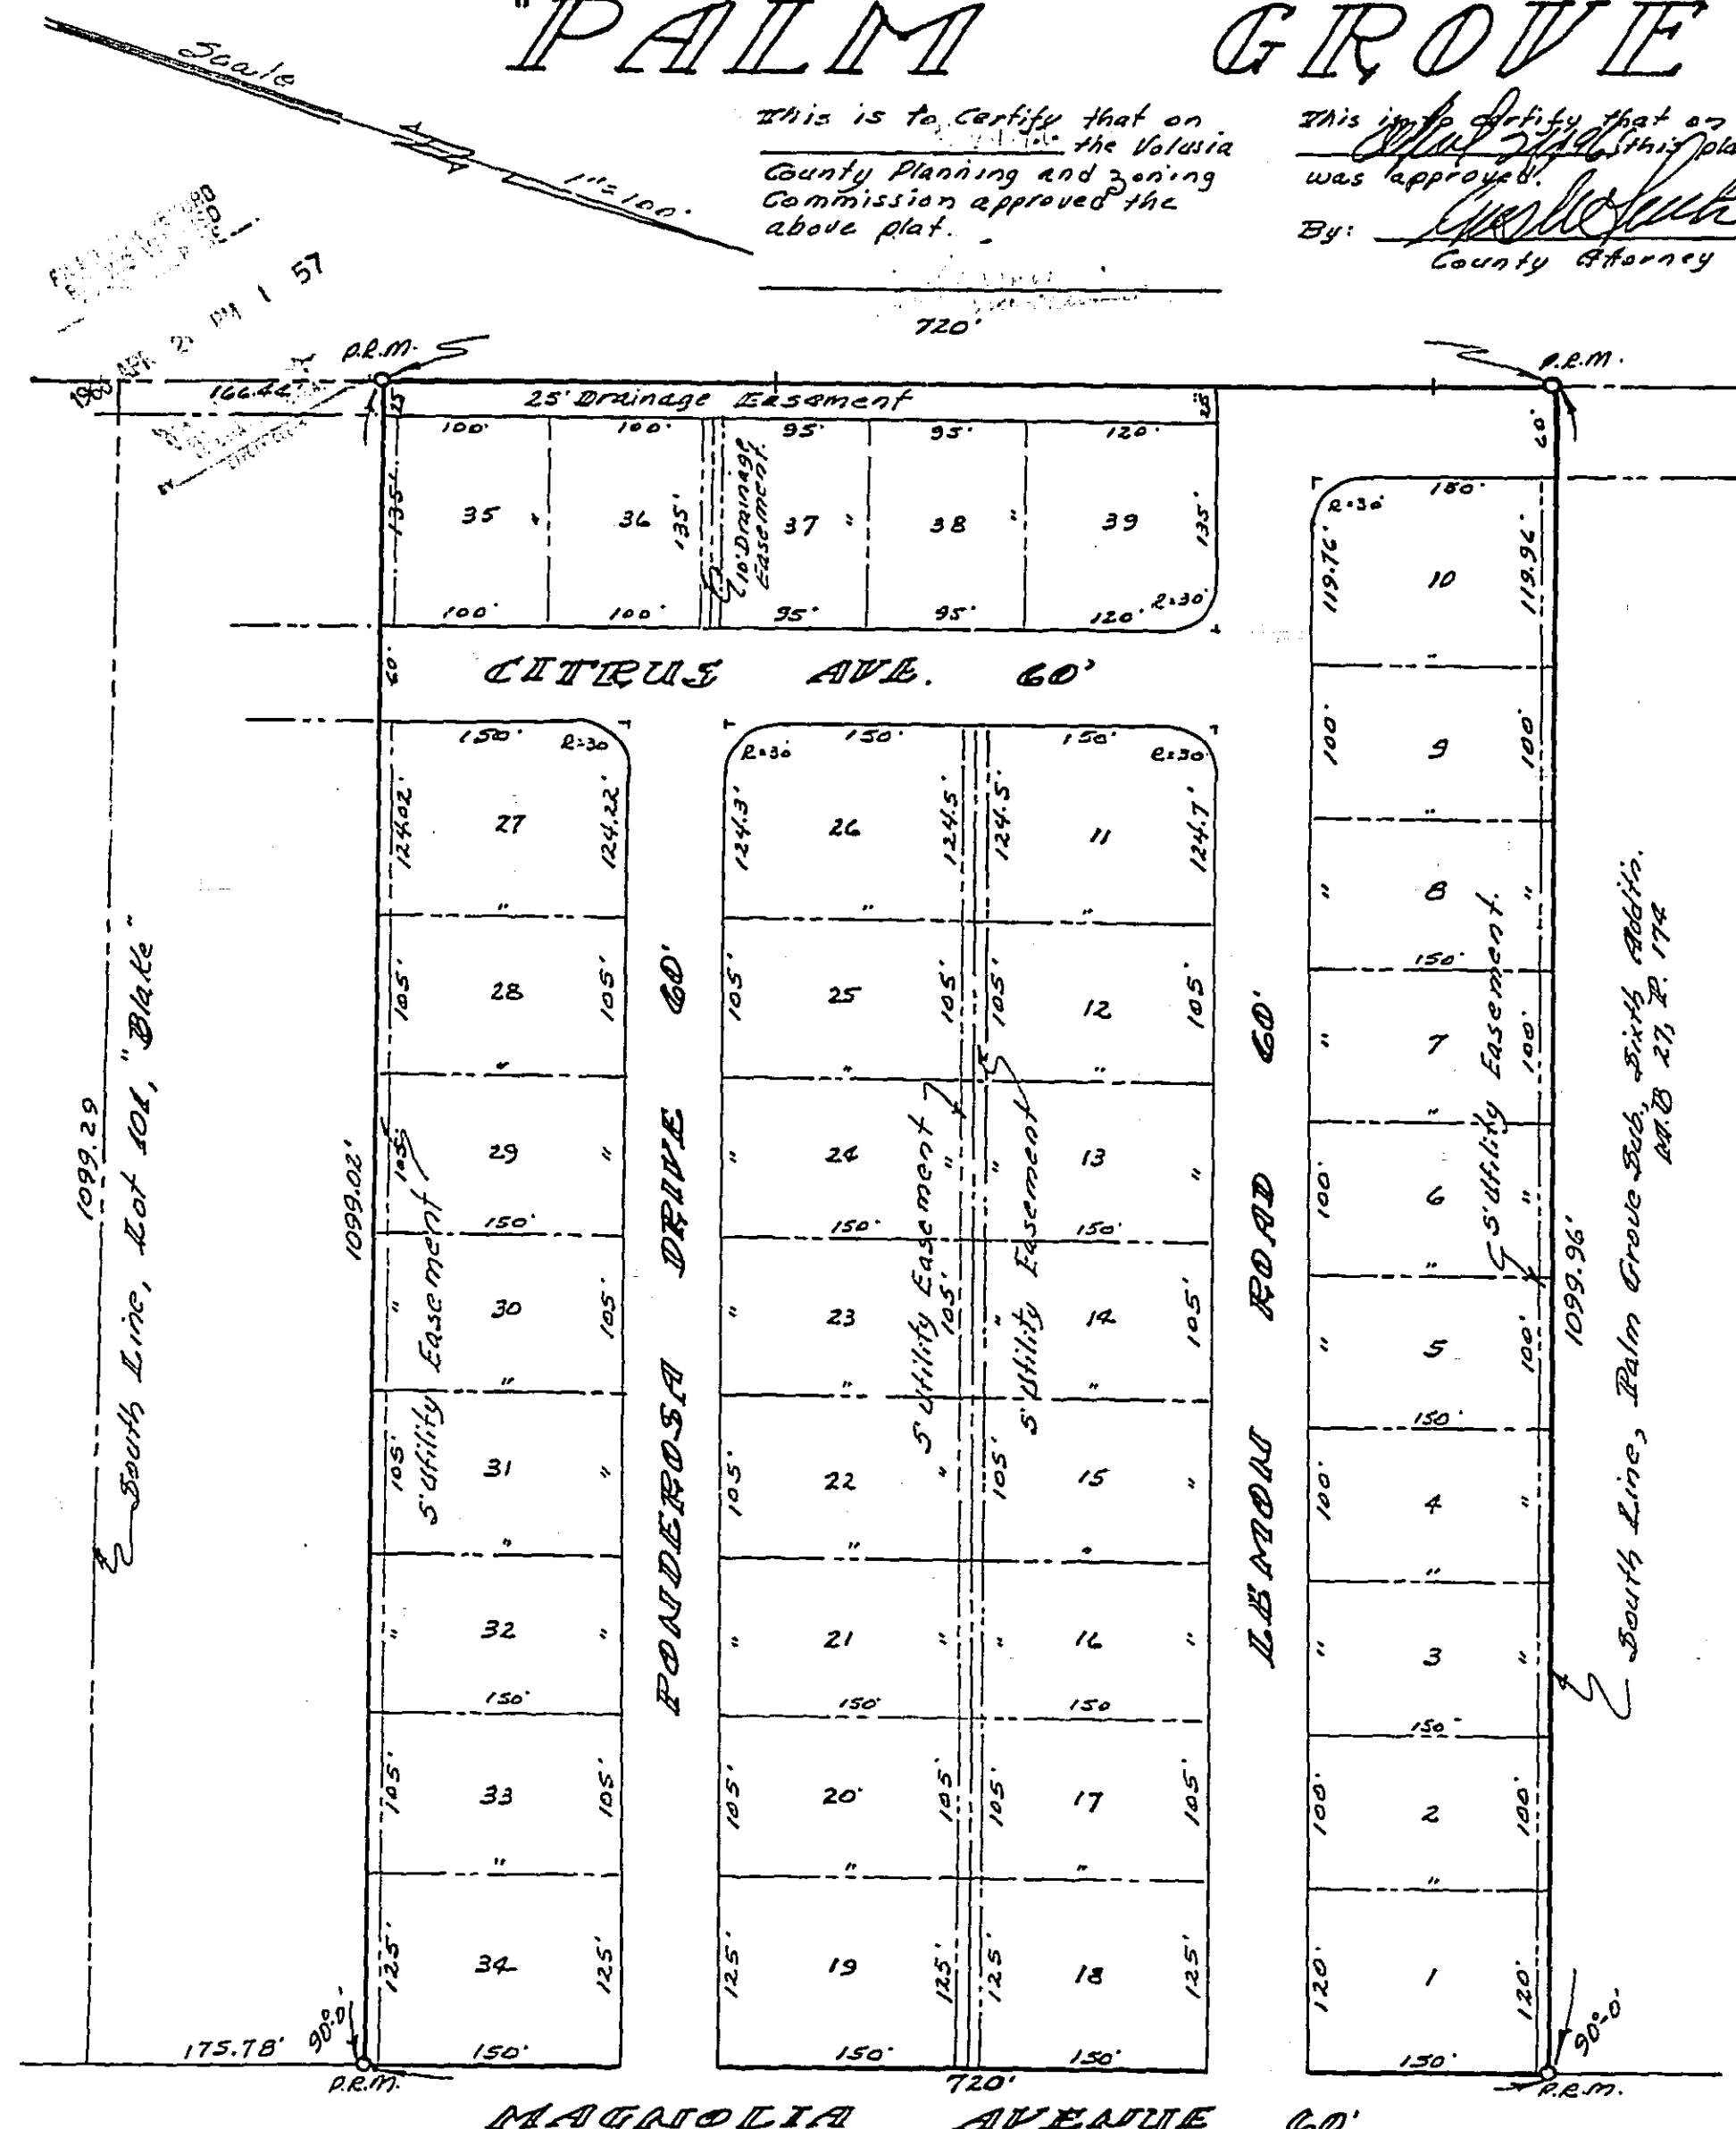 "PALM GROVE
Scale
1"=100'
This is to Certify that on
the Volusia
County Planning and Zoning
Commission approved the
above plat.
This is to Certify that on
this plat
was approved.
By:
County Attorney
APR 2 PM 1 57
720'
P.R.M.
P.R.M.
166.44'
25' Drainage Easement
25'
25'
60'
100' 100' 95' 95' 120'
135' 35 " 36 135' 10' Drainage Easement. 37 " 38 " 39 135'
100' 100' 95' 95' 120' R=30'
R=30' 150'
119.76' 10 119.96'
"
60' CITRUS AVE. 60'
150' R=30
R=30' 150' 150' R=30'
100' 9 100'
"
124.02' 27 124.22'
124.3' 26 124.5' 124.5' 11 124.7'
" " "
" 8 "
150'
105' 28 105'
105' 25 105' 105' 12 105'
" " "
" 7 100'
"
105' 29 "
" 24 " " 13 "
150' 150' 150'
100' 6 "
"
" 30 105'
" 23 105' " 14 105'
" " "
" 5 100'
150'
105' 31 "
105' 22 " 105' 15 "
" " "
100' 4 "
"
" 32 "
" 21 " " 16 "
150' 150' 150
" 3 "
150'
105' 33 105'
105' 20 105' 105' 17 105'
" " "
100' 2 100'
"
125' 34 125'
125' 19 125' 125' 18 125'
120' 1 120'
150' 150' 150' 150'
5' Utility Easement
5' Utility Easement
5' Utility Easement
5' Utility Easement.
PONDEROSA DRIVE 60'
LEMON ROAD 60'
1099.29
South Line, Lot 101, "Blake"
1099.02'
1099.96'
South Line, Palm Grove Sub., Sixth Addit'n.
M.B 27, P. 174
175.78'
90°-0'
90°-0'
P.R.M.
720'
P.R.M.
MAGNOLIA AVENUE 60'